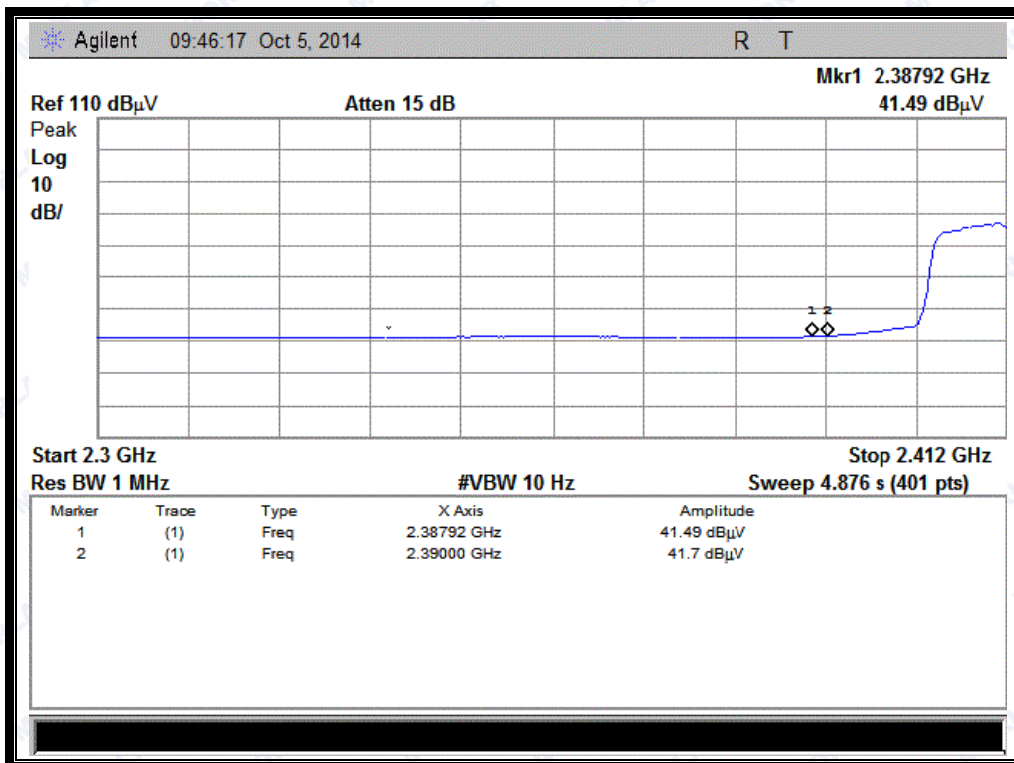 Agilent 09:46:17 Oct 5, 2014 R T
Mkr1 2.38792 GHz
Ref 110 dBµV Atten 15 dB 41.49 dBµV
Peak
Log
10
dB/
1 2
Start 2.3 GHz Stop 2.412 GHz
Res BW 1 MHz #VBW 10 Hz Sweep 4.876 s (401 pts)
Marker Trace Type X Axis Amplitude
1 (1) Freq 2.38792 GHz 41.49 dBµV
2 (1) Freq 2.39000 GHz 41.7 dBµV